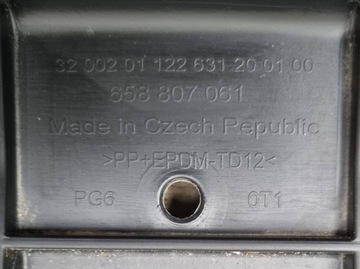 32 002 01 122 631 20 01 00
658 807 061
Made in Czech Republic
>PP+EPDM-TD12<
PG6 0T1